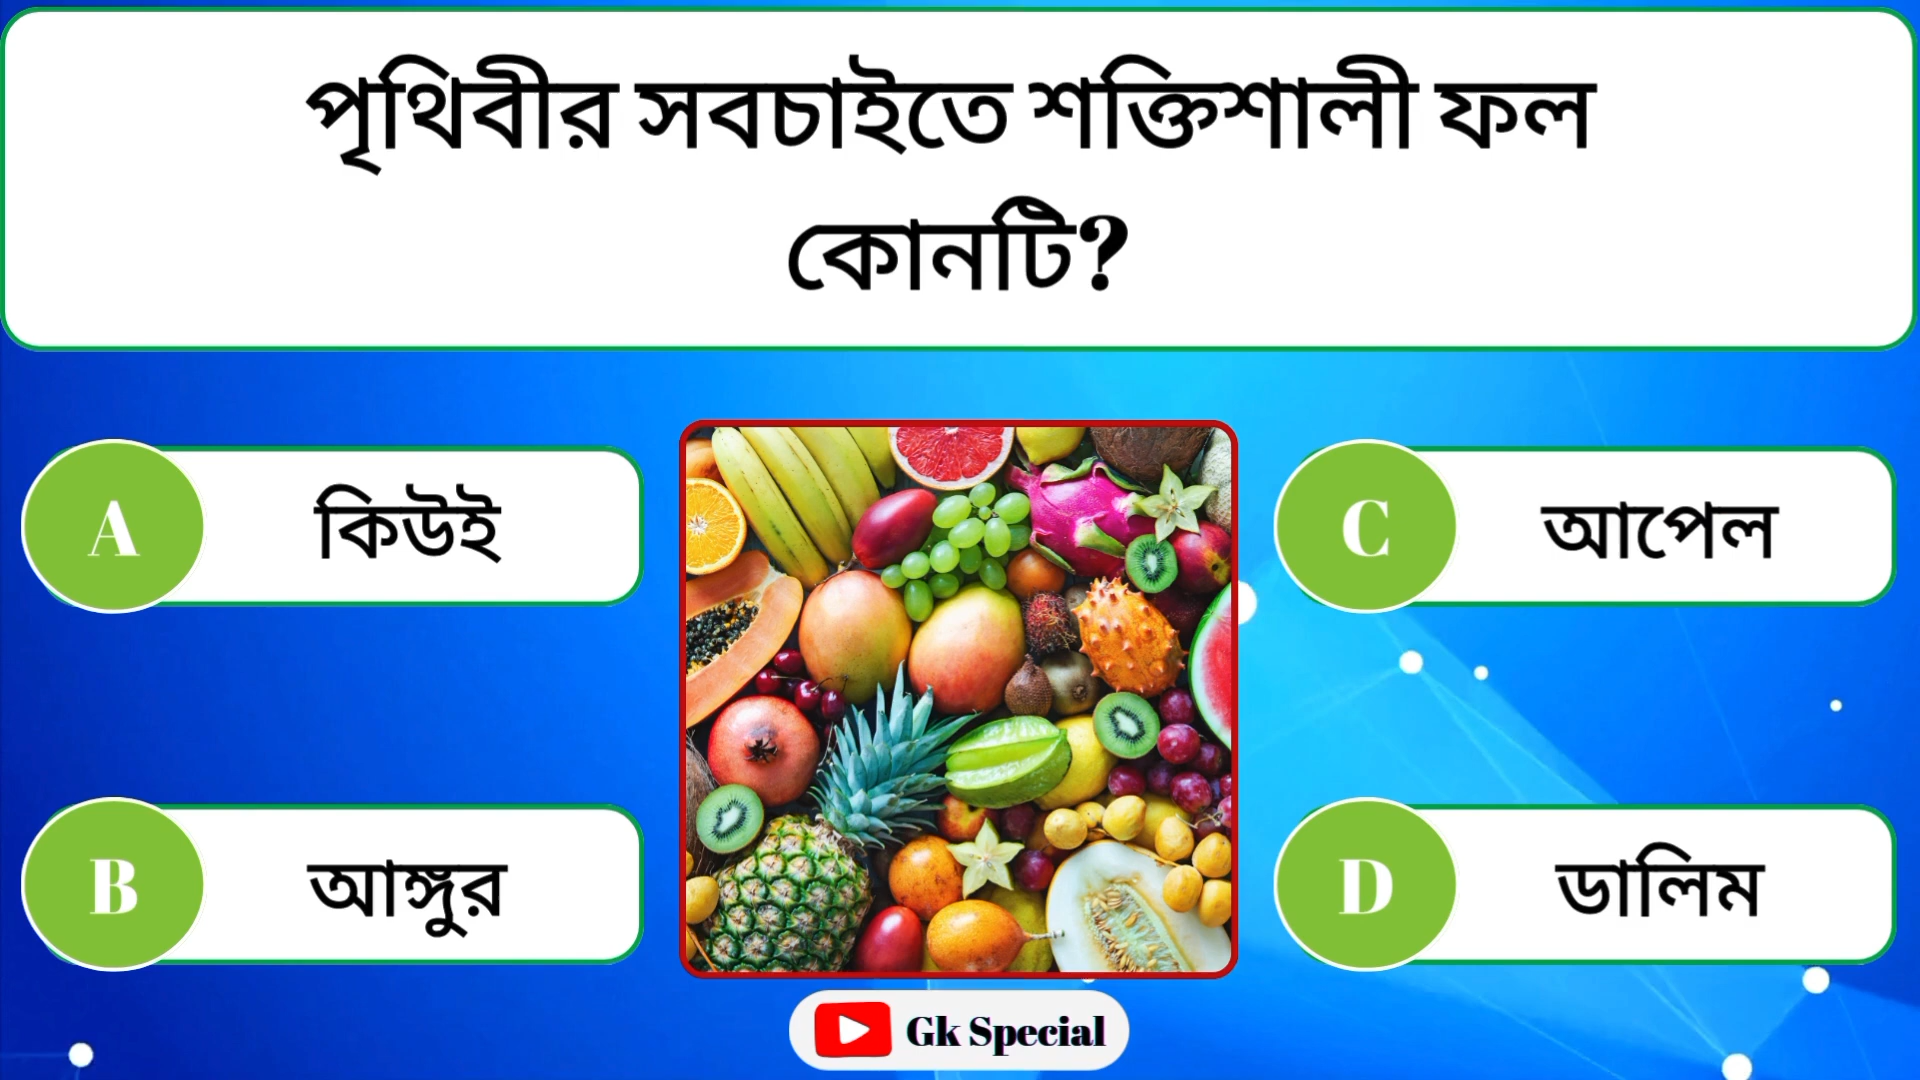 পৃথিবীর সবচাইতে শক্তিশালী ফল
কোনটি?
A কিউই
C আপেল
B আঙ্গুর
D ডালিম
Gk Special